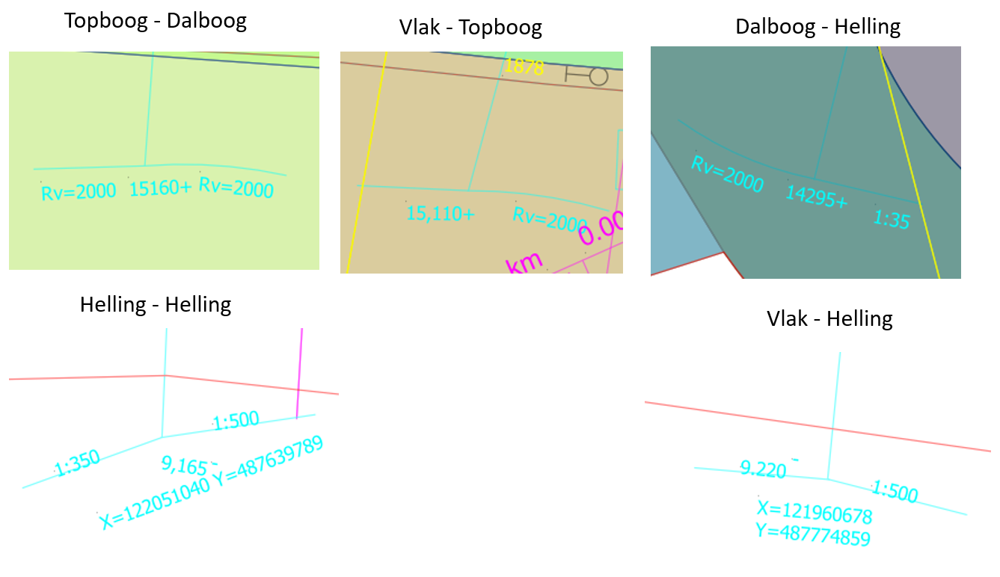 Topboog - Dalboog
Rv=2000 15160+ Rv=2000
Vlak - Topboog
1878
15,110+ Rv=2000
0.00
km
Dalboog - Helling
Rv=2000 14295+ 1:35
Helling - Helling
1:350 1:500
9,165-
X=122051040 Y=487639789
Vlak - Helling
9.220- 1:500
X=121960678
Y=487774859